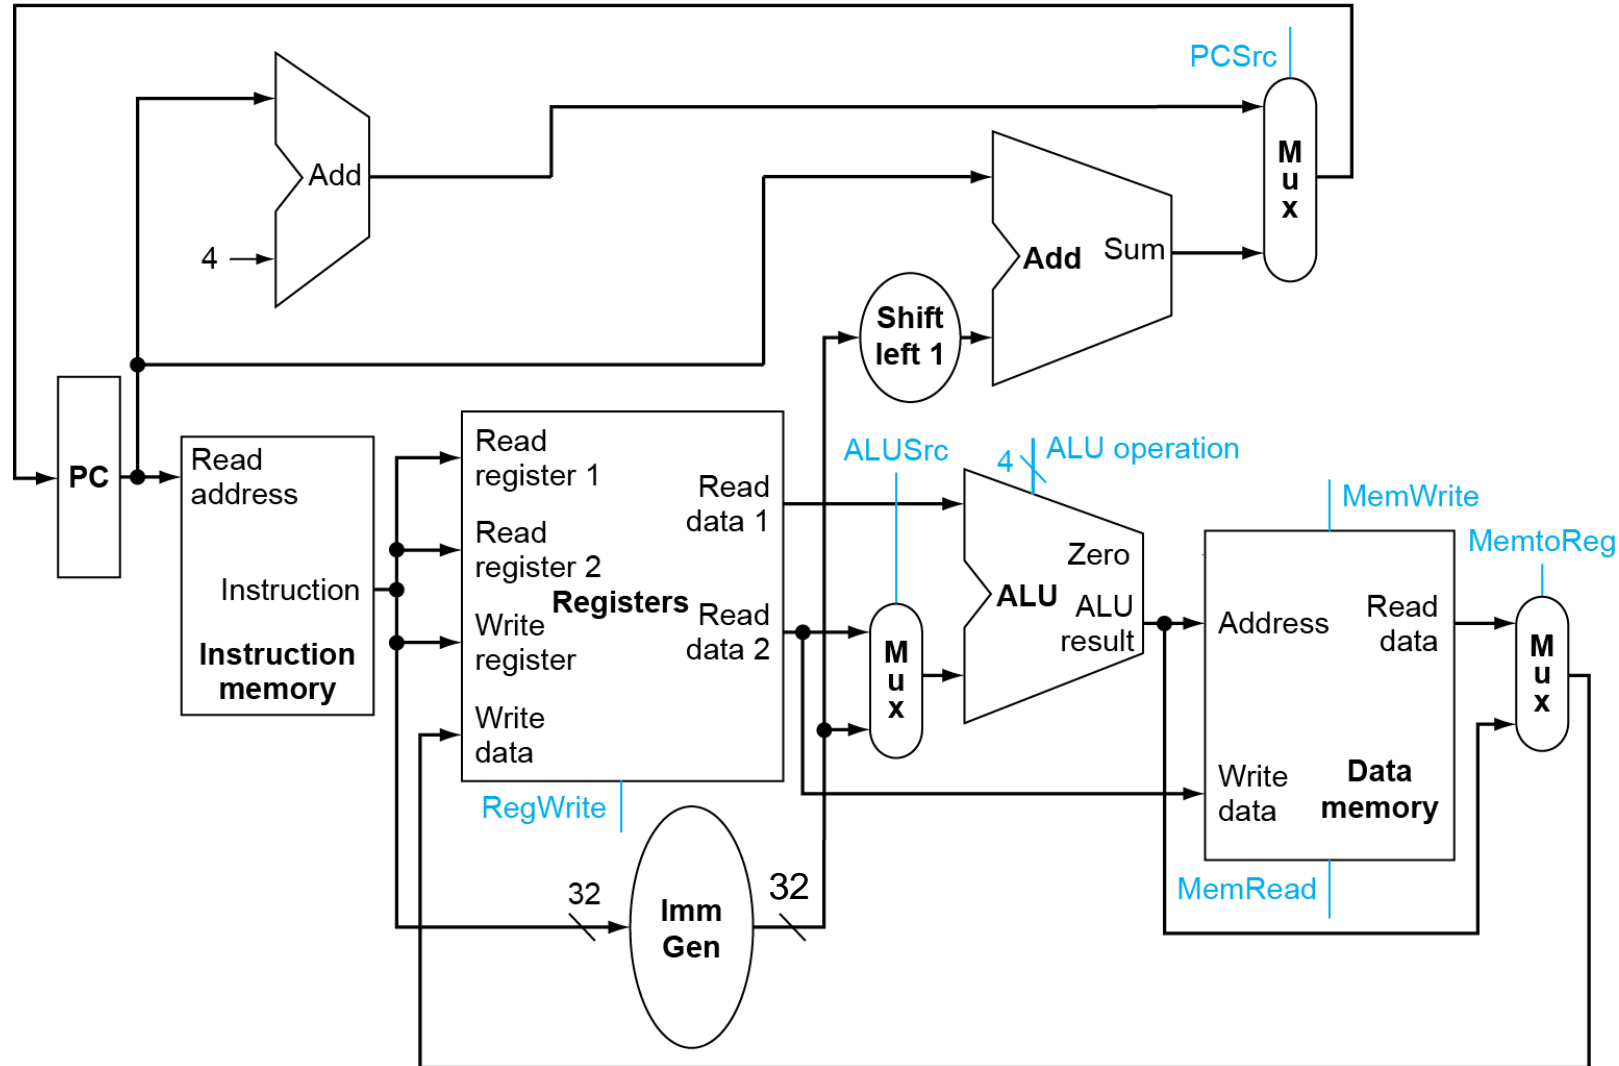 PCSrc
M
u
x
Add
4
Add
Sum
Shift
left 1
PC
Read
address
Instruction
Instruction
memory
Read
register 1
Read
register 2
Write
register
Write
data
Registers
Read
data 1
Read
data 2
RegWrite
ALUSrc
M
u
x
4
ALU operation
Zero
ALU
ALU
result
MemWrite
Address
Read
data
Write
data
Data
memory
MemRead
MemtoReg
M
u
x
32
Imm
Gen
32